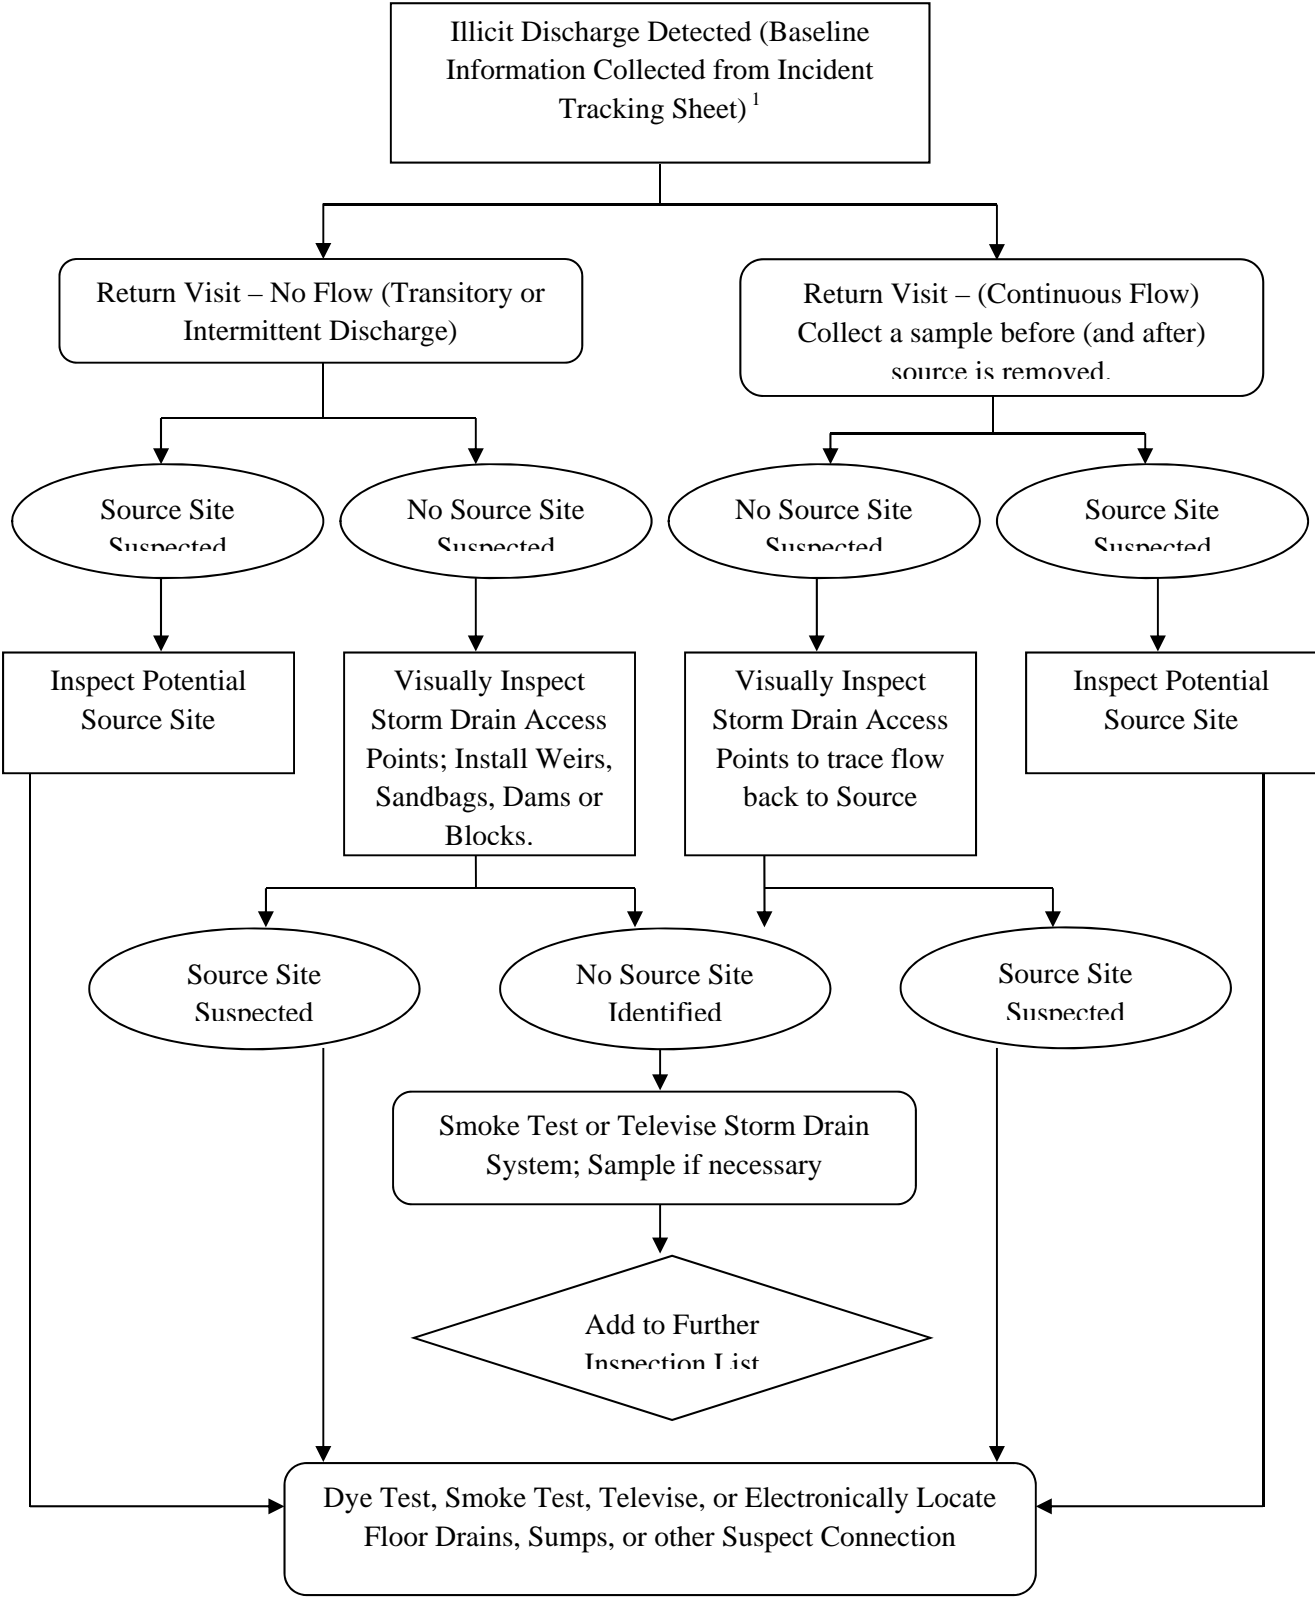 Illicit Discharge Detected (Baseline
Information Collected from Incident
Tracking Sheet) 1
Return Visit – No Flow (Transitory or
Intermittent Discharge)
Return Visit – (Continuous Flow)
Collect a sample before (and after)
source is removed.
Source Site
Suspected
No Source Site
Suspected
No Source Site
Suspected
Source Site
Suspected
Inspect Potential
Source Site
Visually Inspect
Storm Drain Access
Points; Install Weirs,
Sandbags, Dams or
Blocks.
Visually Inspect
Storm Drain Access
Points to trace flow
back to Source
Inspect Potential
Source Site
Source Site
Suspected
No Source Site
Identified
Source Site
Suspected
Smoke Test or Televise Storm Drain
System; Sample if necessary
Add to Further
Inspection List
Dye Test, Smoke Test, Televise, or Electronically Locate
Floor Drains, Sumps, or other Suspect Connection